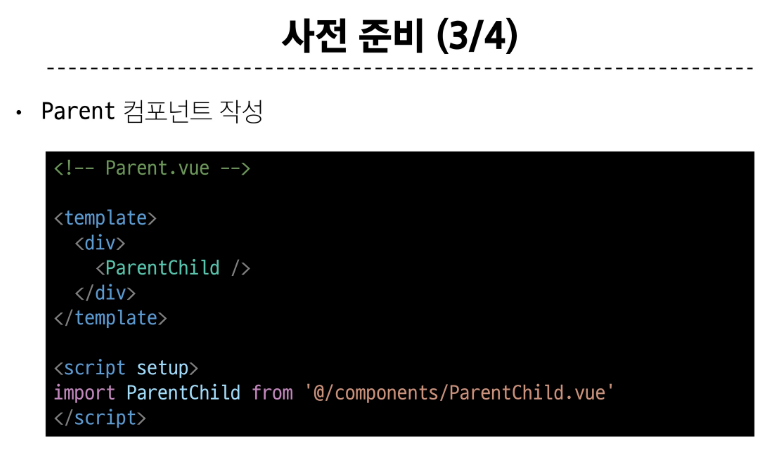 사전 준비 (3/4)
• Parent 컴포넌트 작성
<!-- Parent.vue -->
<template>
  <div>
    <ParentChild />
  </div>
</template>
<script setup>
import ParentChild from '@/components/ParentChild.vue'
</script>